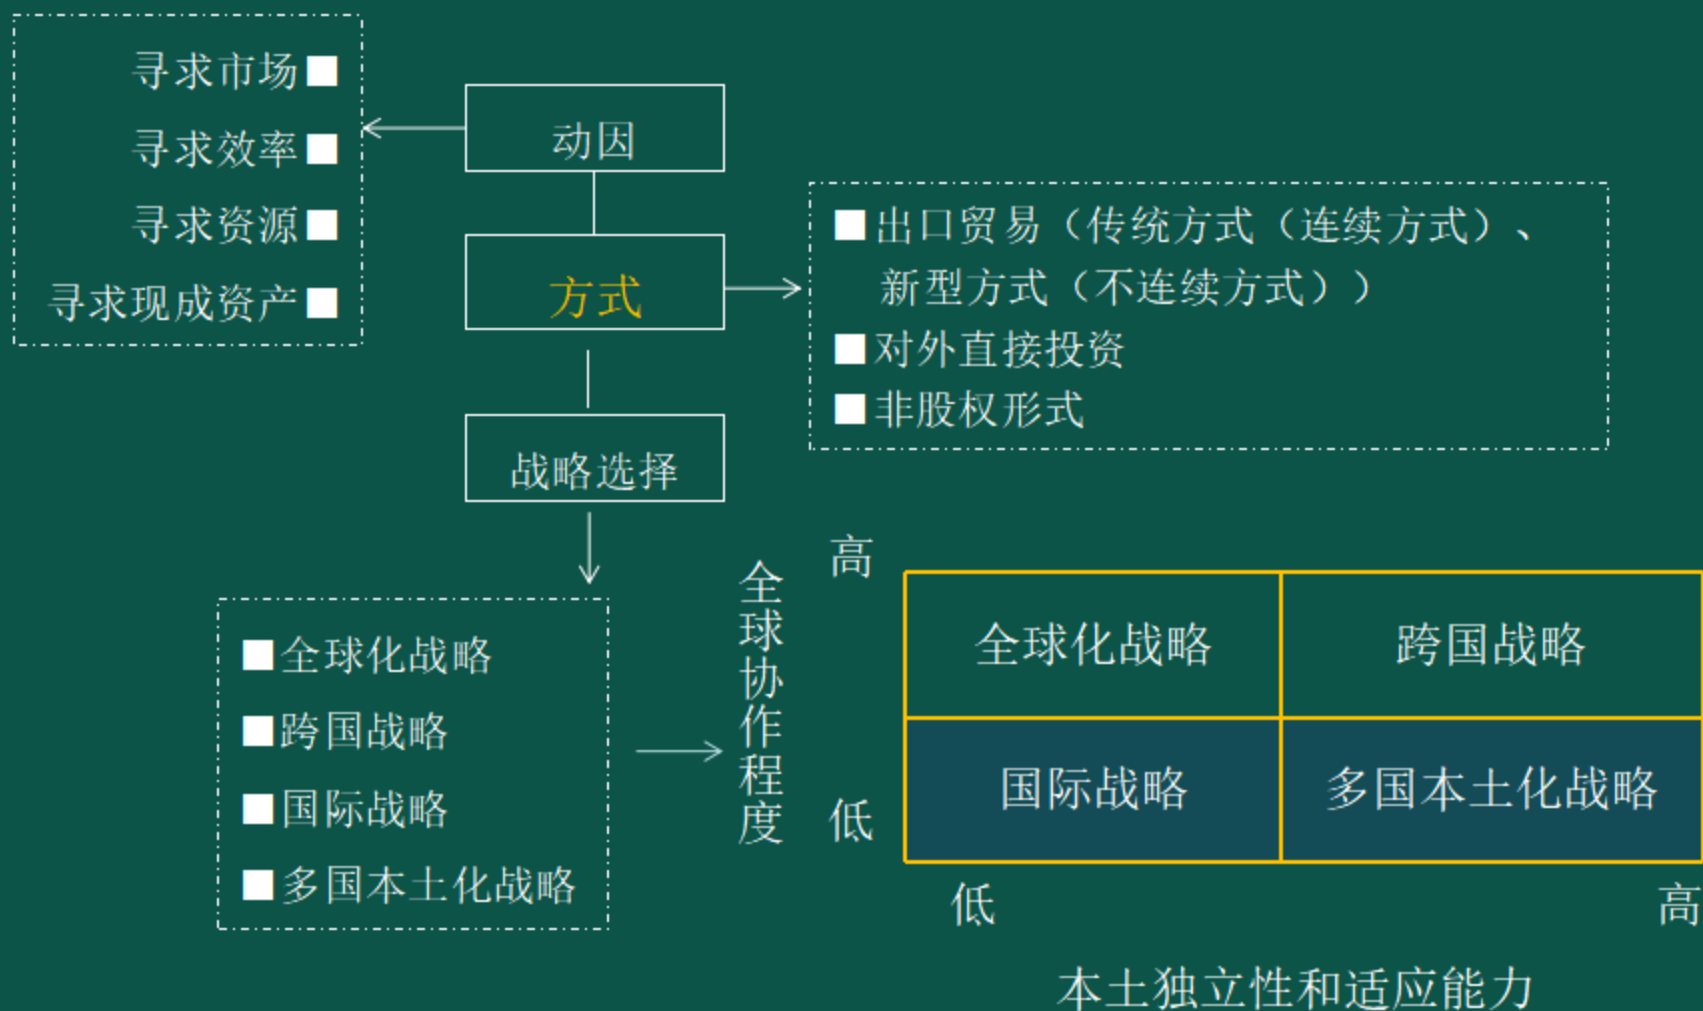 寻求市场■
寻求效率■
寻求资源■
寻求现成资产■
动因
方式
■出口贸易（传统方式（连续方式）、
新型方式（不连续方式））
■对外直接投资
■非股权形式
战略选择
■全球化战略
■跨国战略
■国际战略
■多国本土化战略
全球协作程度
高
低
全球化战略
跨国战略
国际战略
多国本土化战略
低
高
本土独立性和适应能力